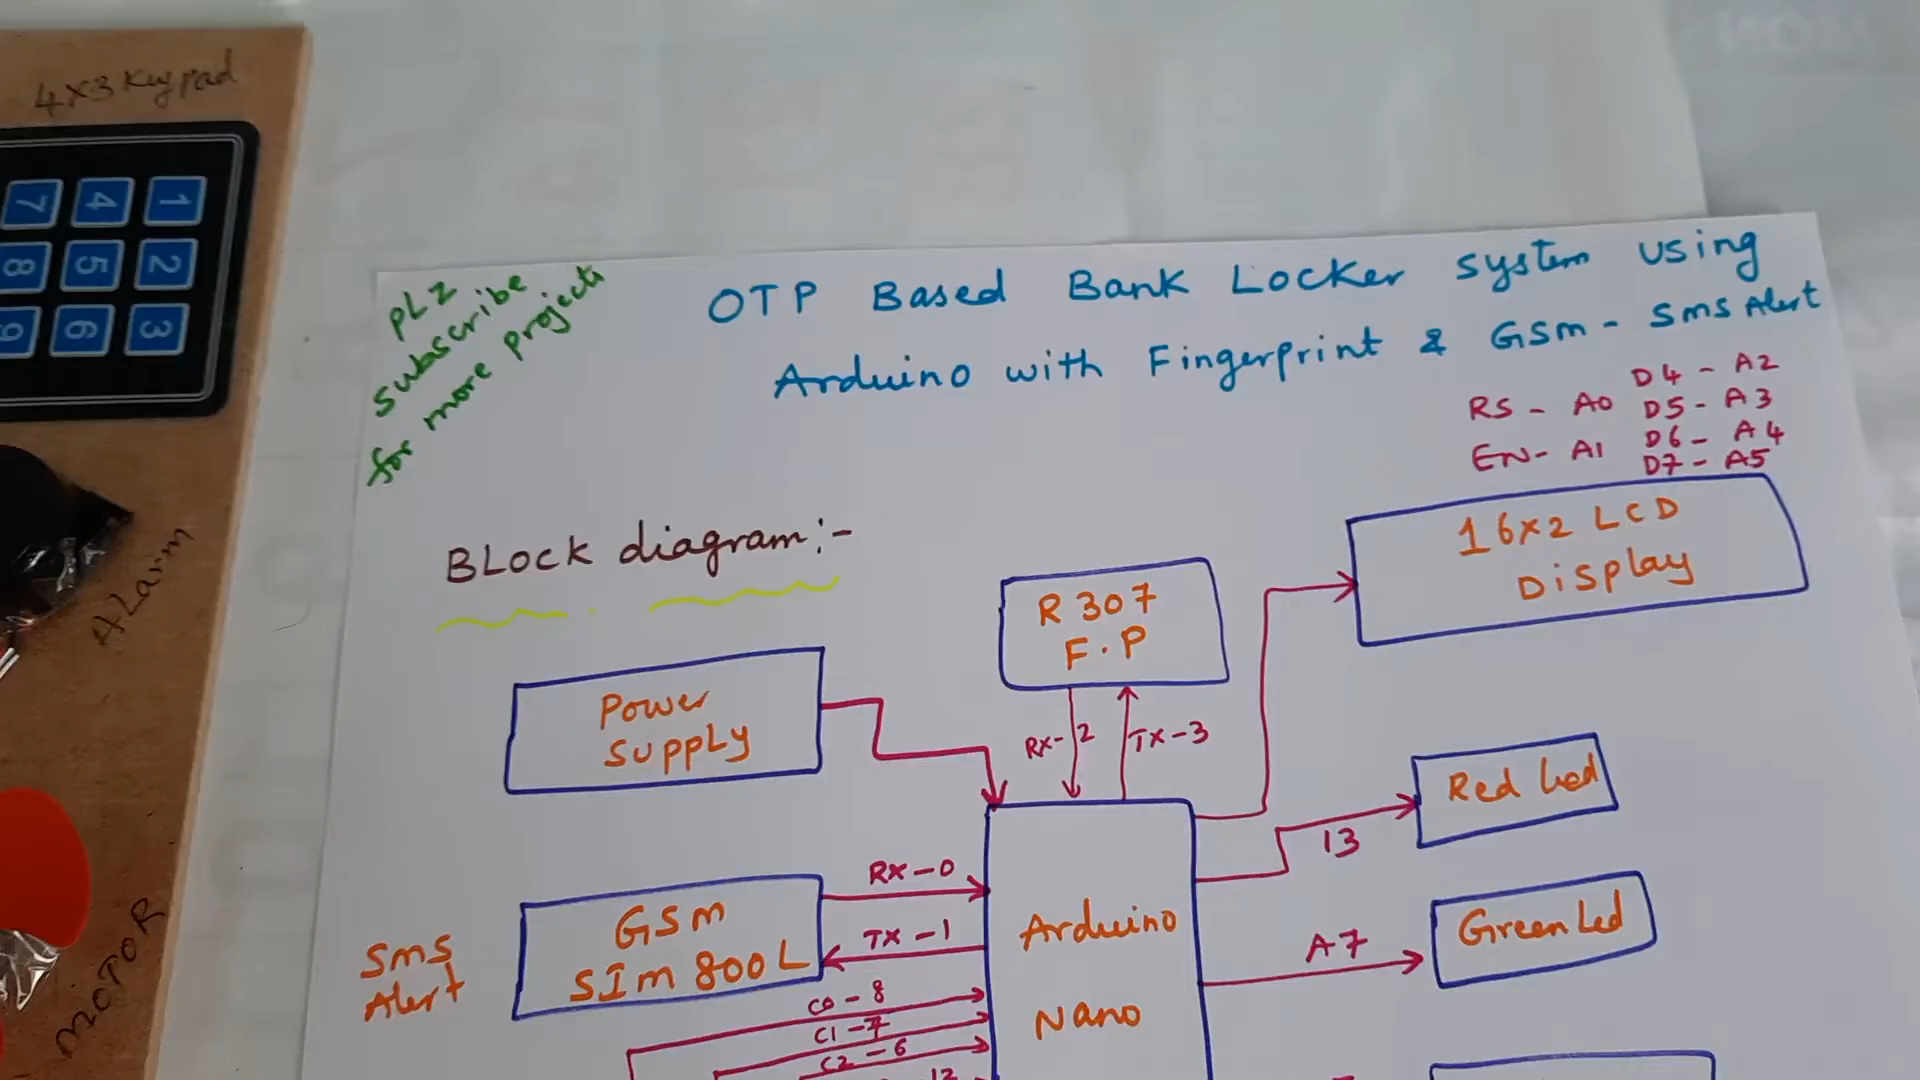 4x3 Keypad
7 4 1
8 5 2
9 6 3
ALarm
MOTOR
PLZ
subscribe
for more projects
OTP Based Bank Locker system using
Arduino with Fingerprint & GSM - SMS Alert
RS - A0
EN - A1
D4 - A2
D5 - A3
D6 - A4
D7 - A5
BLock diagram:-
16x2 LCD
Display
R307
F.P
RX-2
TX-3
Power
Supply
Red Led
13
GSM
SIM 800L
SMS
Alert
RX-0
TX-1
Arduino
Nano
A7
Green Led
C0-8
C1-7
C2-6
12